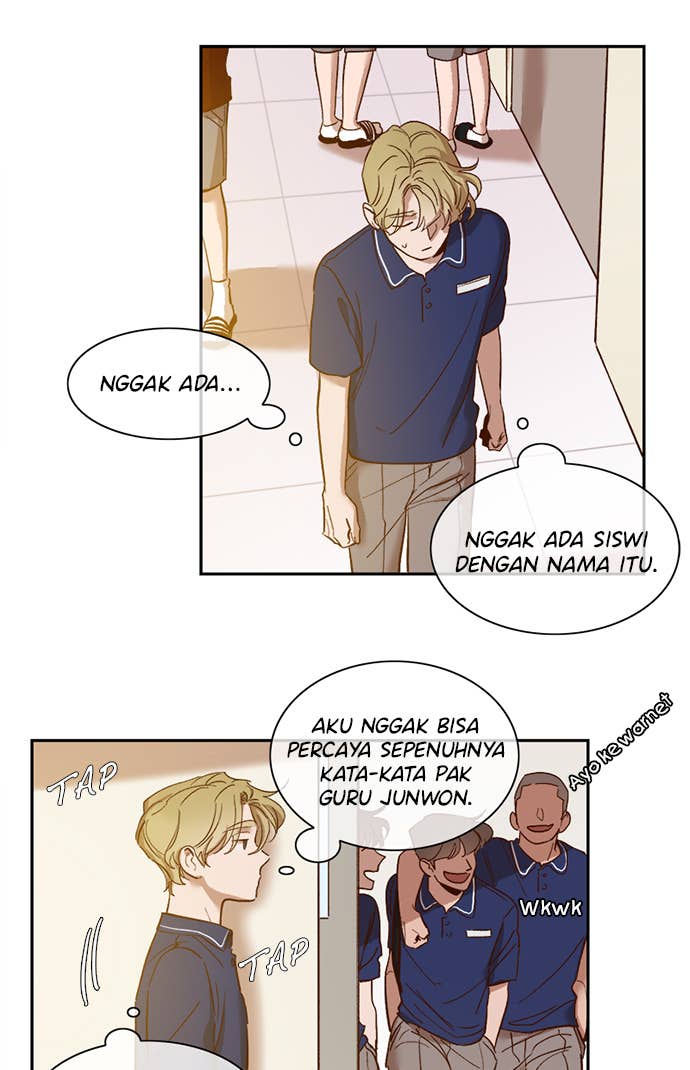 NGGAK ADA...
NGGAK ADA SISWI
DENGAN NAMA ITU.
AKU NGGAK BISA
PERCAYA SEPENUHNYA
KATA-KATA PAK
GURU JUNWON.
Ayo ke warnet
TAP
Wkwk
TAP